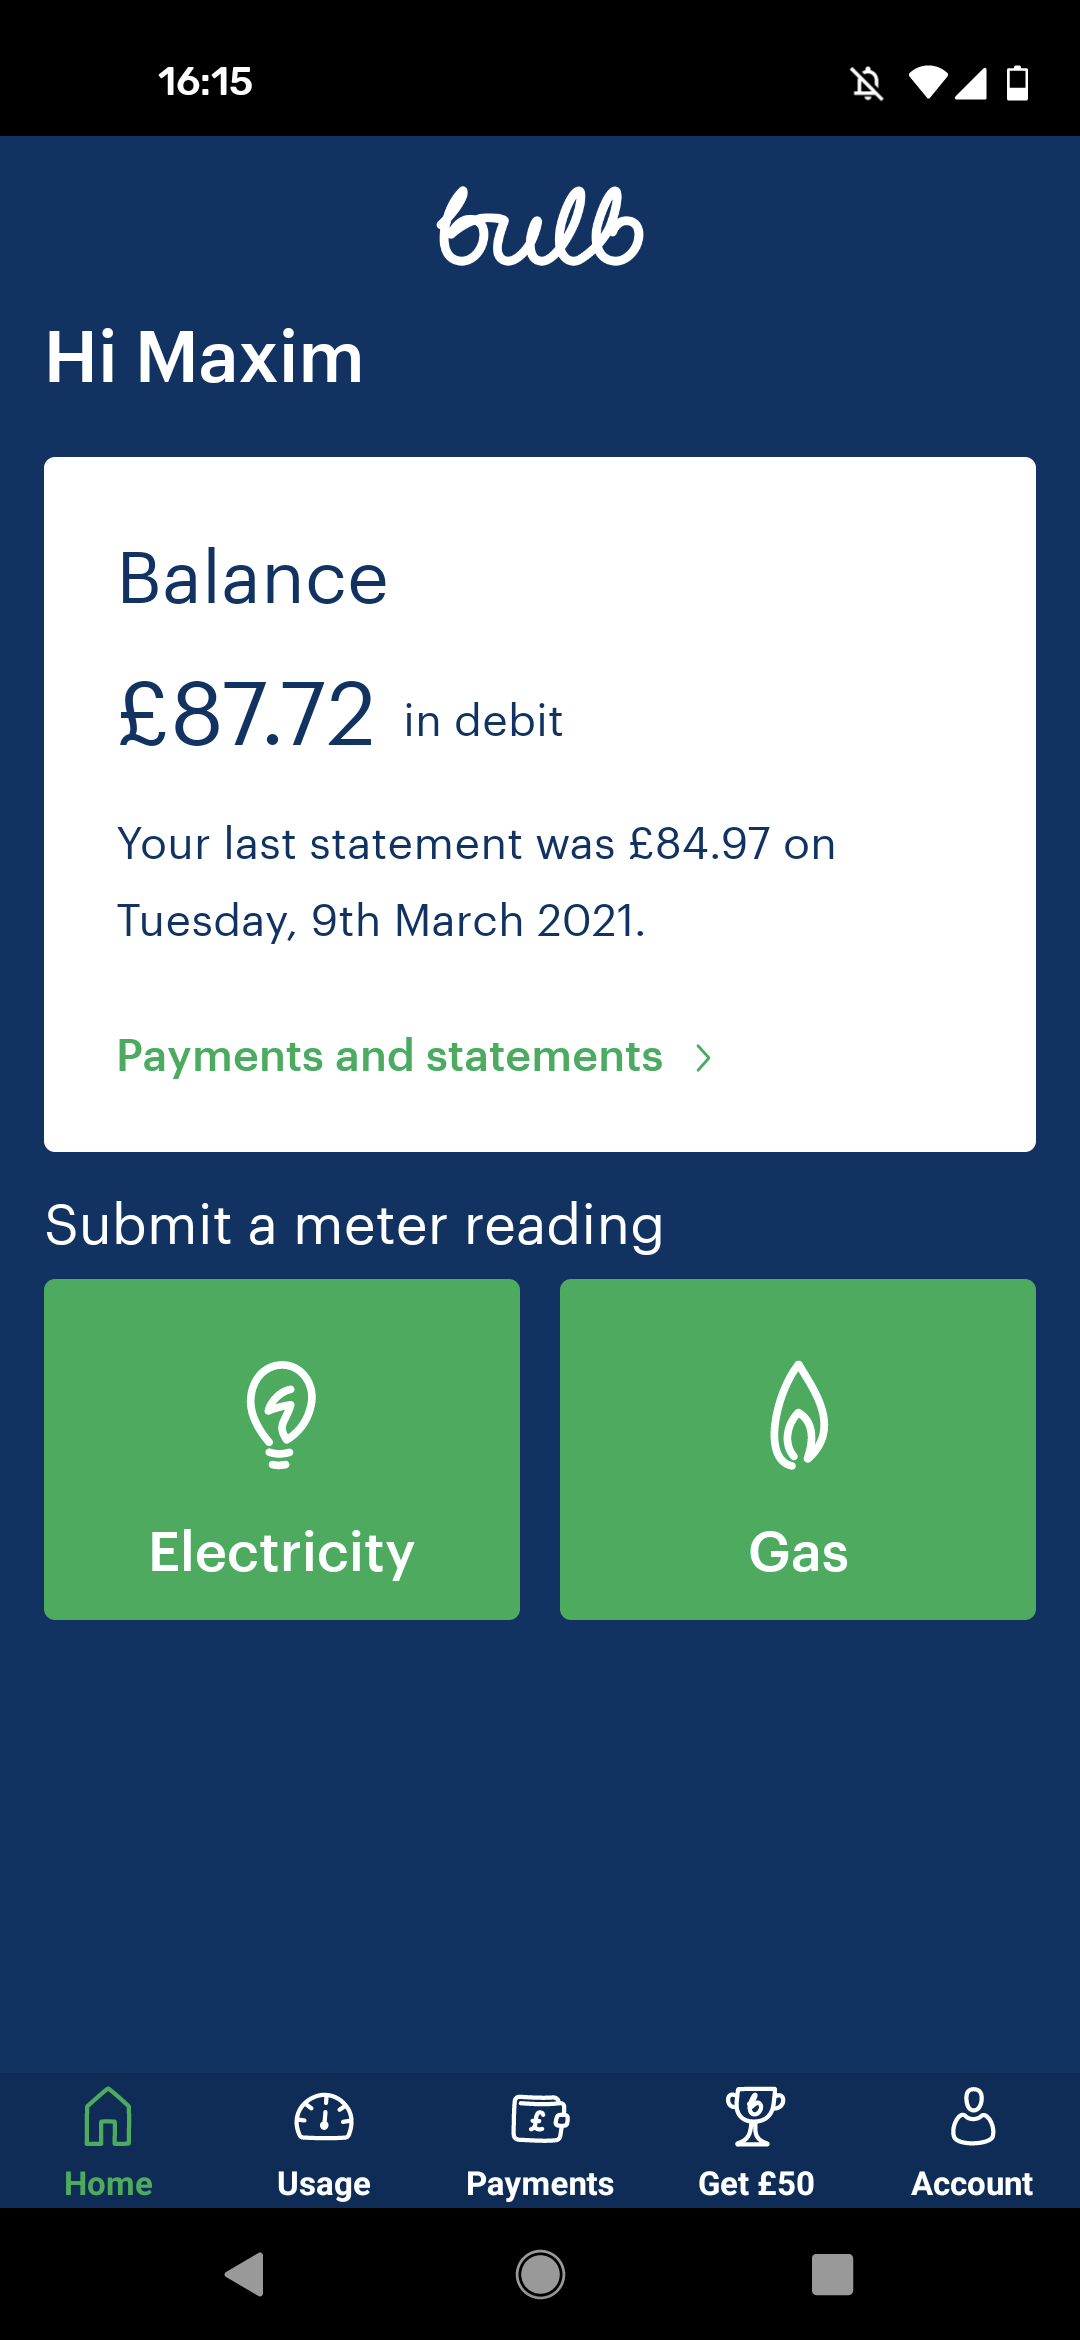 16:15
bulb
Hi Maxim
Balance
£87.72 in debit
Your last statement was £84.97 on
Tuesday, 9th March 2021.
Payments and statements
Submit a meter reading
Electricity
Gas
Home
Usage
Payments
Get £50
Account